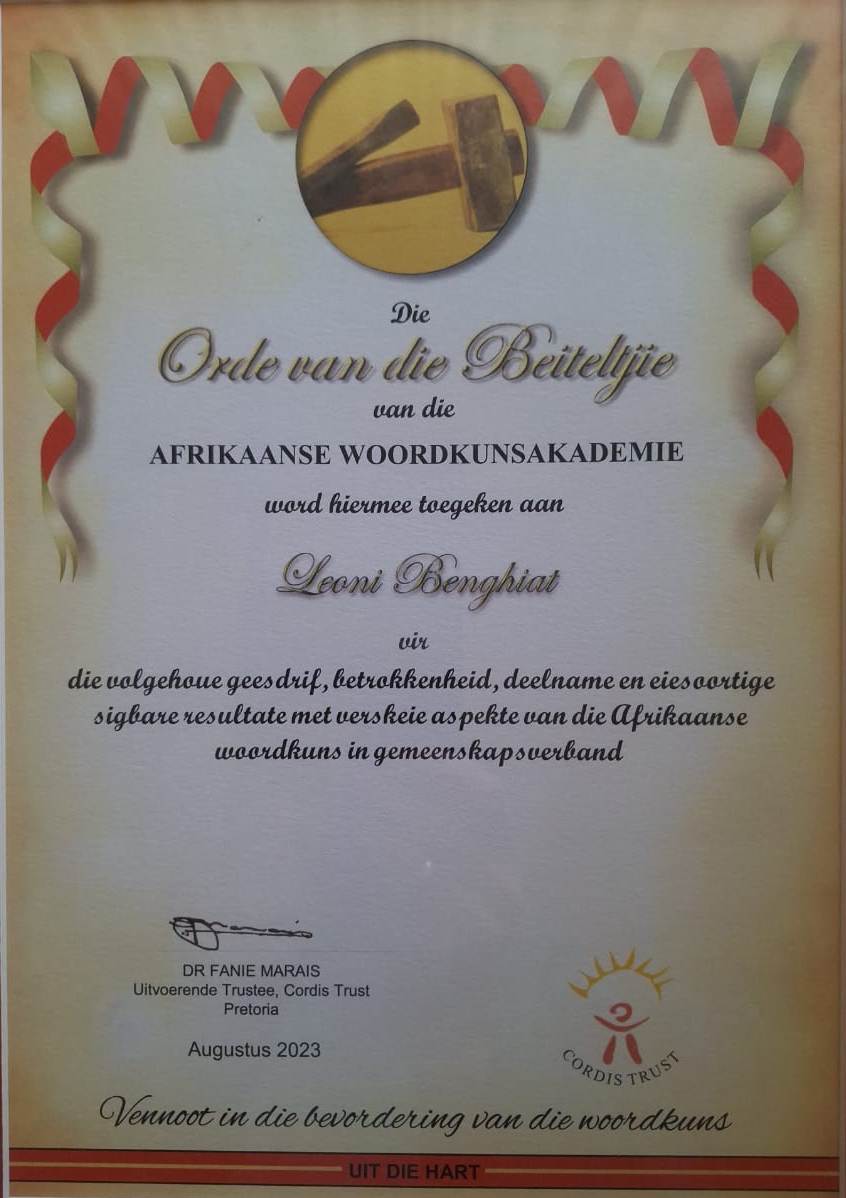 Die
Orde van die Beiteltjie
van die
AFRIKAANSE WOORDKUNSAKADEMIE
word hiermee toegeken aan
Leoni Benghiat
vir
die volgehoue geesdrif, betrokkenheid, deelname en eiesoortige
sigbare resultate met verskeie aspekte van die Afrikaanse
woordkuns in gemeenskapsverband
DR FANIE MARAIS
Uitvoerende Trustee, Cordis Trust
Pretoria
Augustus 2023
CORDIS TRUST
Vennoot in die bevordering van die woordkuns
UIT DIE HART